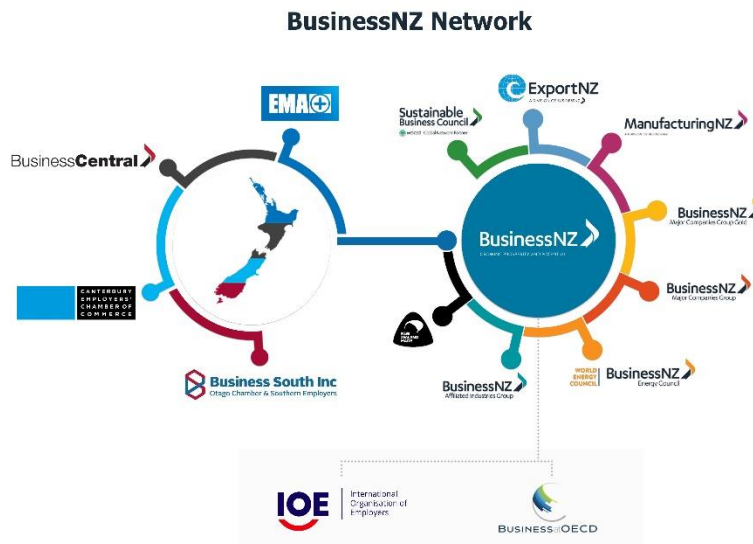 BusinessNZ Network
EMA
ExportNZ
Sustainable
Business Council
ManufacturingNZ
BusinessCentral
BusinessNZ
Major Companies Group Gold
BusinessNZ
CANTERBURY
EMPLOYERS'
CHAMBER OF
COMMERCE
BusinessNZ
Major Companies Group
Business South Inc
Otago Chamber & Southern Employers
BusinessNZ
Affiliated Industries Group
WORLD
ENERGY
COUNCIL
BusinessNZ
Energy Council
IOE
International
Organisation of
Employers
BUSINESS at OECD